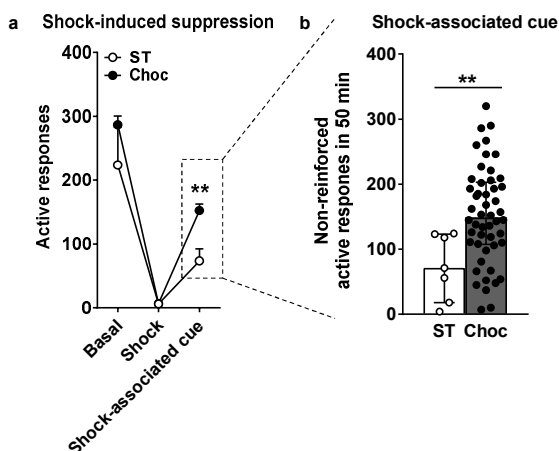 a Shock-induced suppression
400
300
200
100
0
Active responses
ST
Choc
**
Basal
Shock
Shock-associated cue
b Shock-associated cue
400
300
200
100
0
Non-reinforced
active respones in 50 min
**
ST Choc